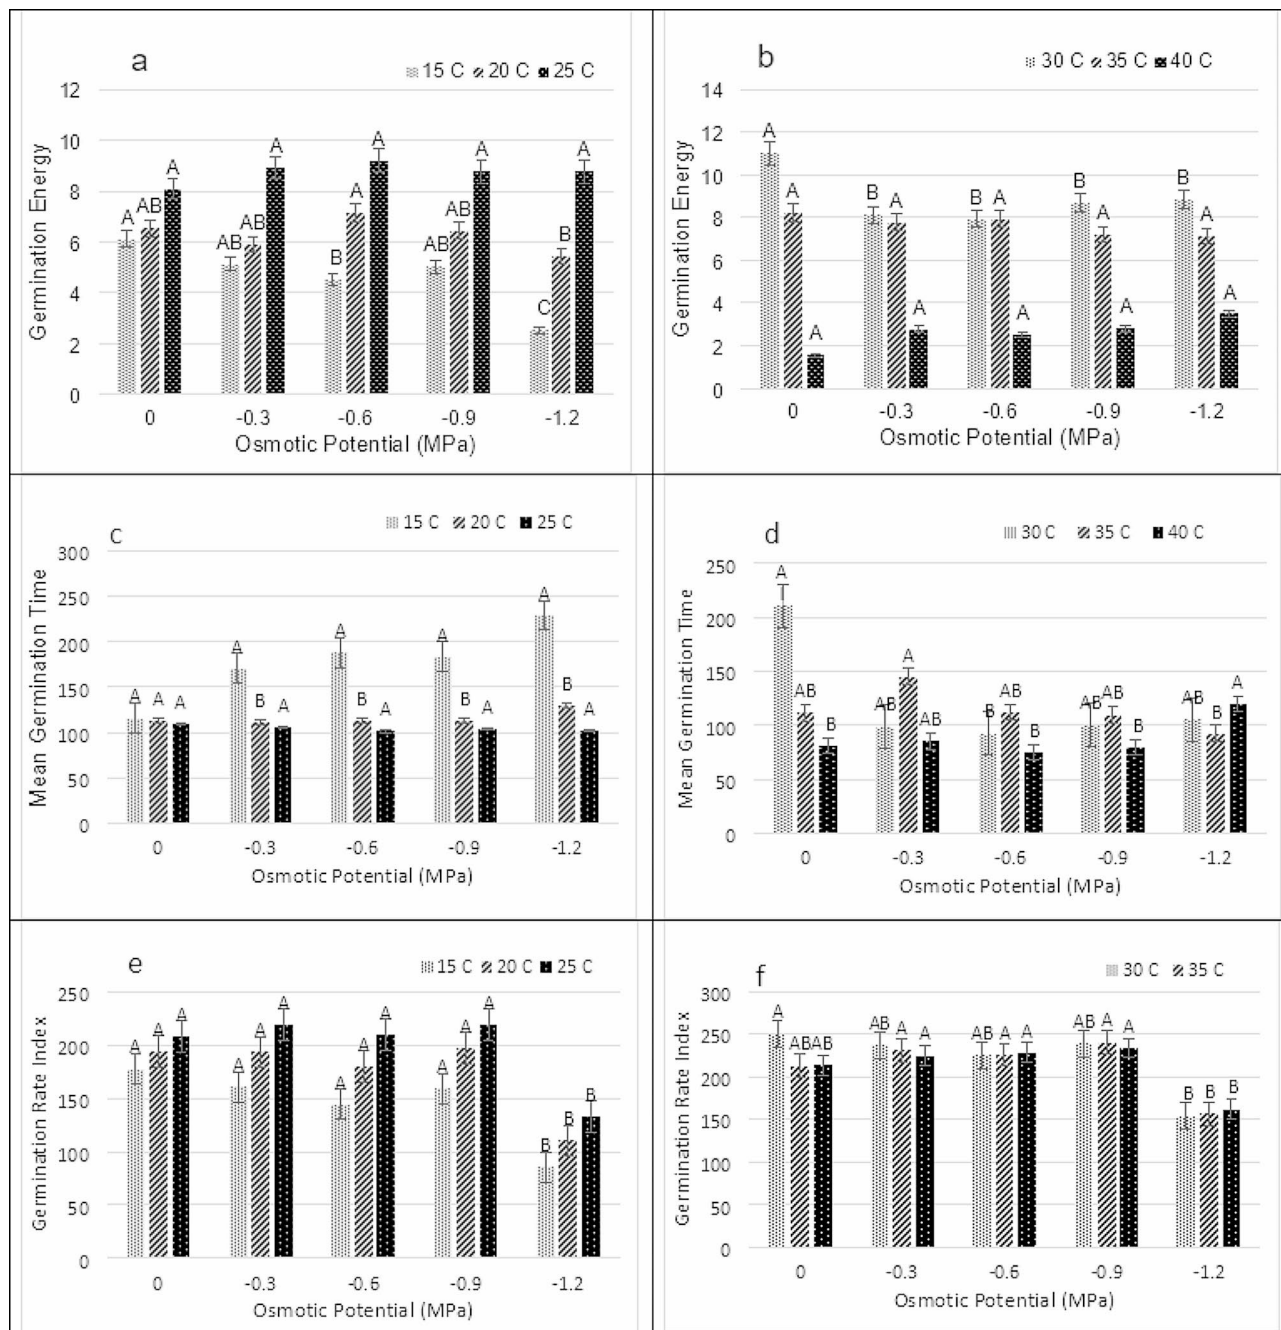 a
15 C 20 C 25 C
12
10
8
6
4
2
0
Germination Energy
A AB A
AB AB A
B A A
AB AB A
C B A
0 -0.3 -0.6 -0.9 -1.2
Osmotic Potential (MPa)
b
30 C 35 C 40 C
14
12
10
8
6
4
2
0
Germination Energy
A A A
B A A
B A A
B A A
B A A
0 -0.3 -0.6 -0.9 -1.2
Osmotic Potential (MPa)
c
15 C 20 C 25 C
300
250
200
150
100
50
0
Mean Germination Time
A A A
A B A
A B A
A B A
A B A
0 -0.3 -0.6 -0.9 -1.2
Osmotic Potential (MPa)
d
30 C 35 C 40 C
250
200
150
100
50
0
Mean Germination Time
A AB B
AB A AB
AB AB B
AB AB B
AB B A
0 -0.3 -0.6 -0.9 -1.2
Osmotic Potential (MPa)
e
15 C 20 C 25 C
250
200
150
100
50
0
Germination Rate Index
A A A
A A A
A A A
A A A
B B B
0 -0.3 -0.6 -0.9 -1.2
Osmotic Potential (MPa)
f
30 C 35 C
300
250
200
150
100
50
0
Germination Rate Index
A AB AB
AB A A
AB A A
AB A A
B B B
0 -0.3 -0.6 -0.9 -1.2
Osmotic Potential (MPa)